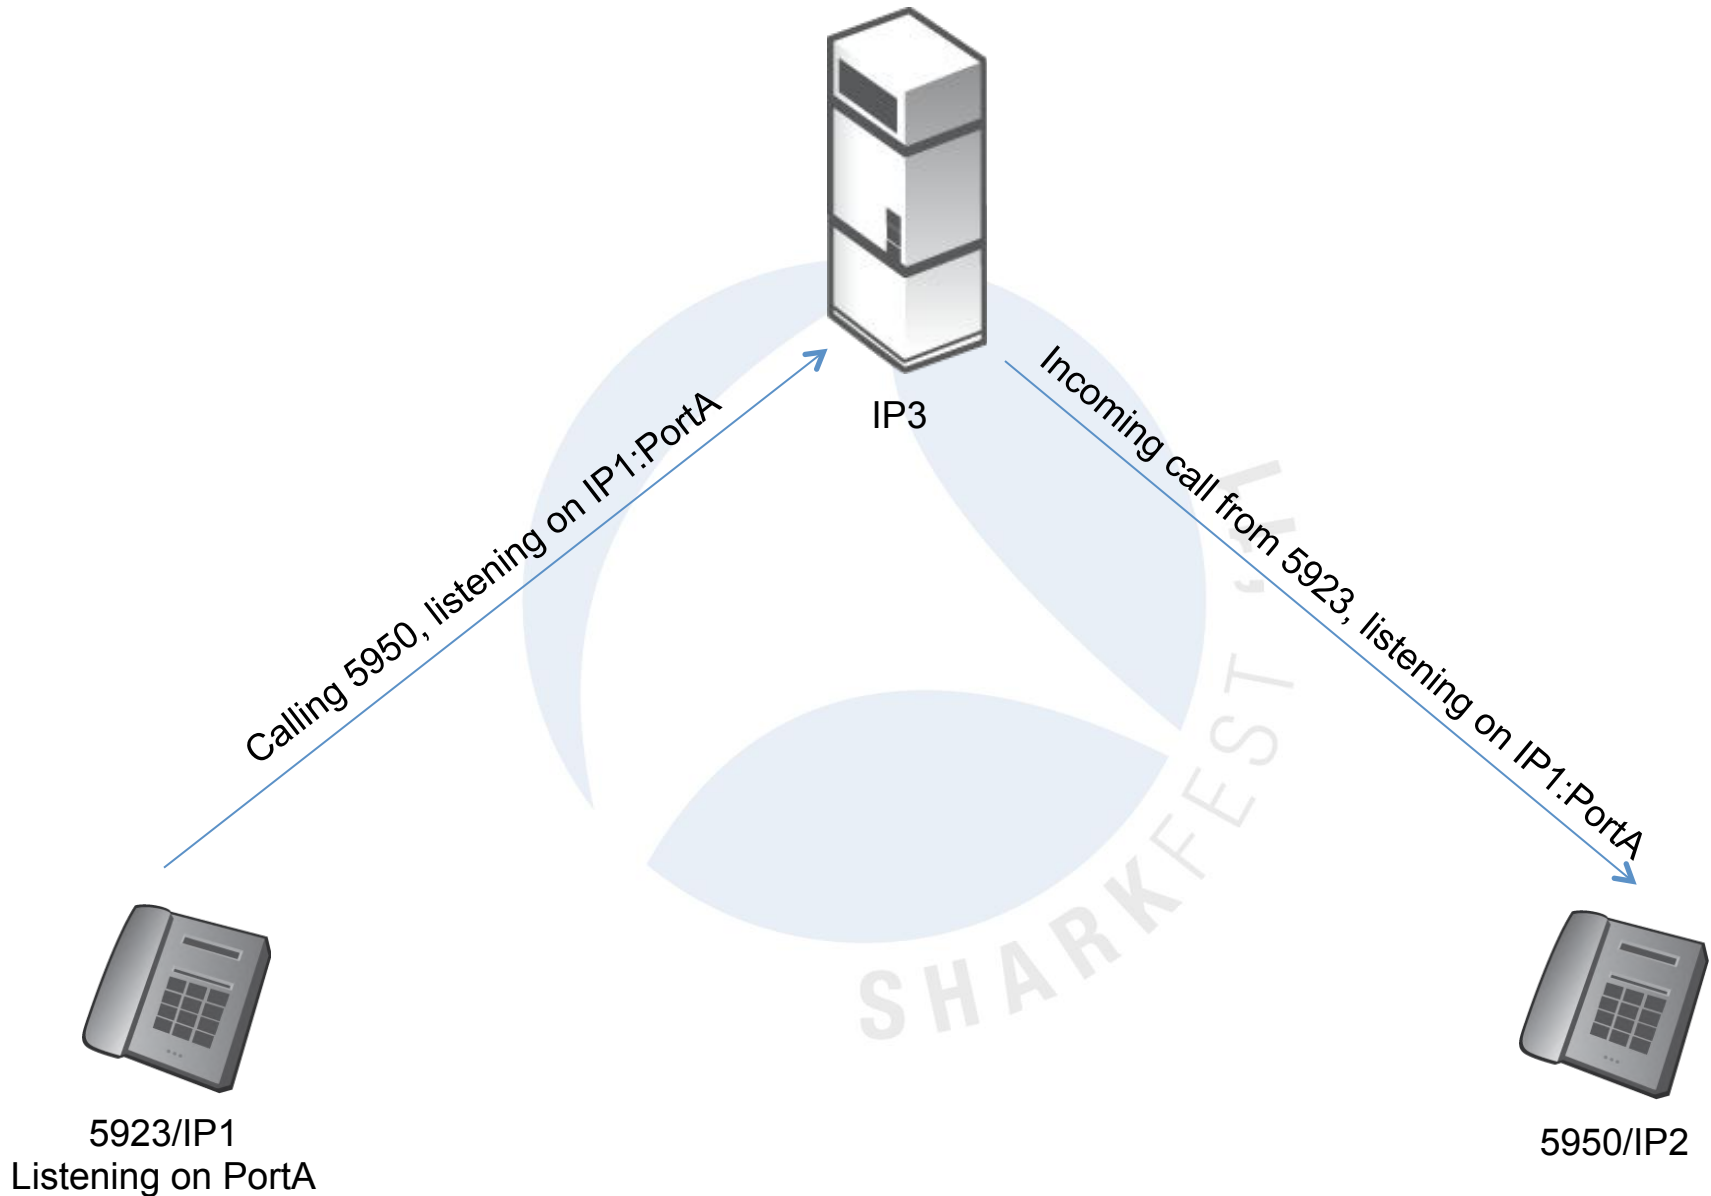 IP3
Calling 5950, listening on IP1:PortA
Incoming call from 5923, listening on IP1:PortA
SHARKFEST
5923/IP1
Listening on PortA
5950/IP2